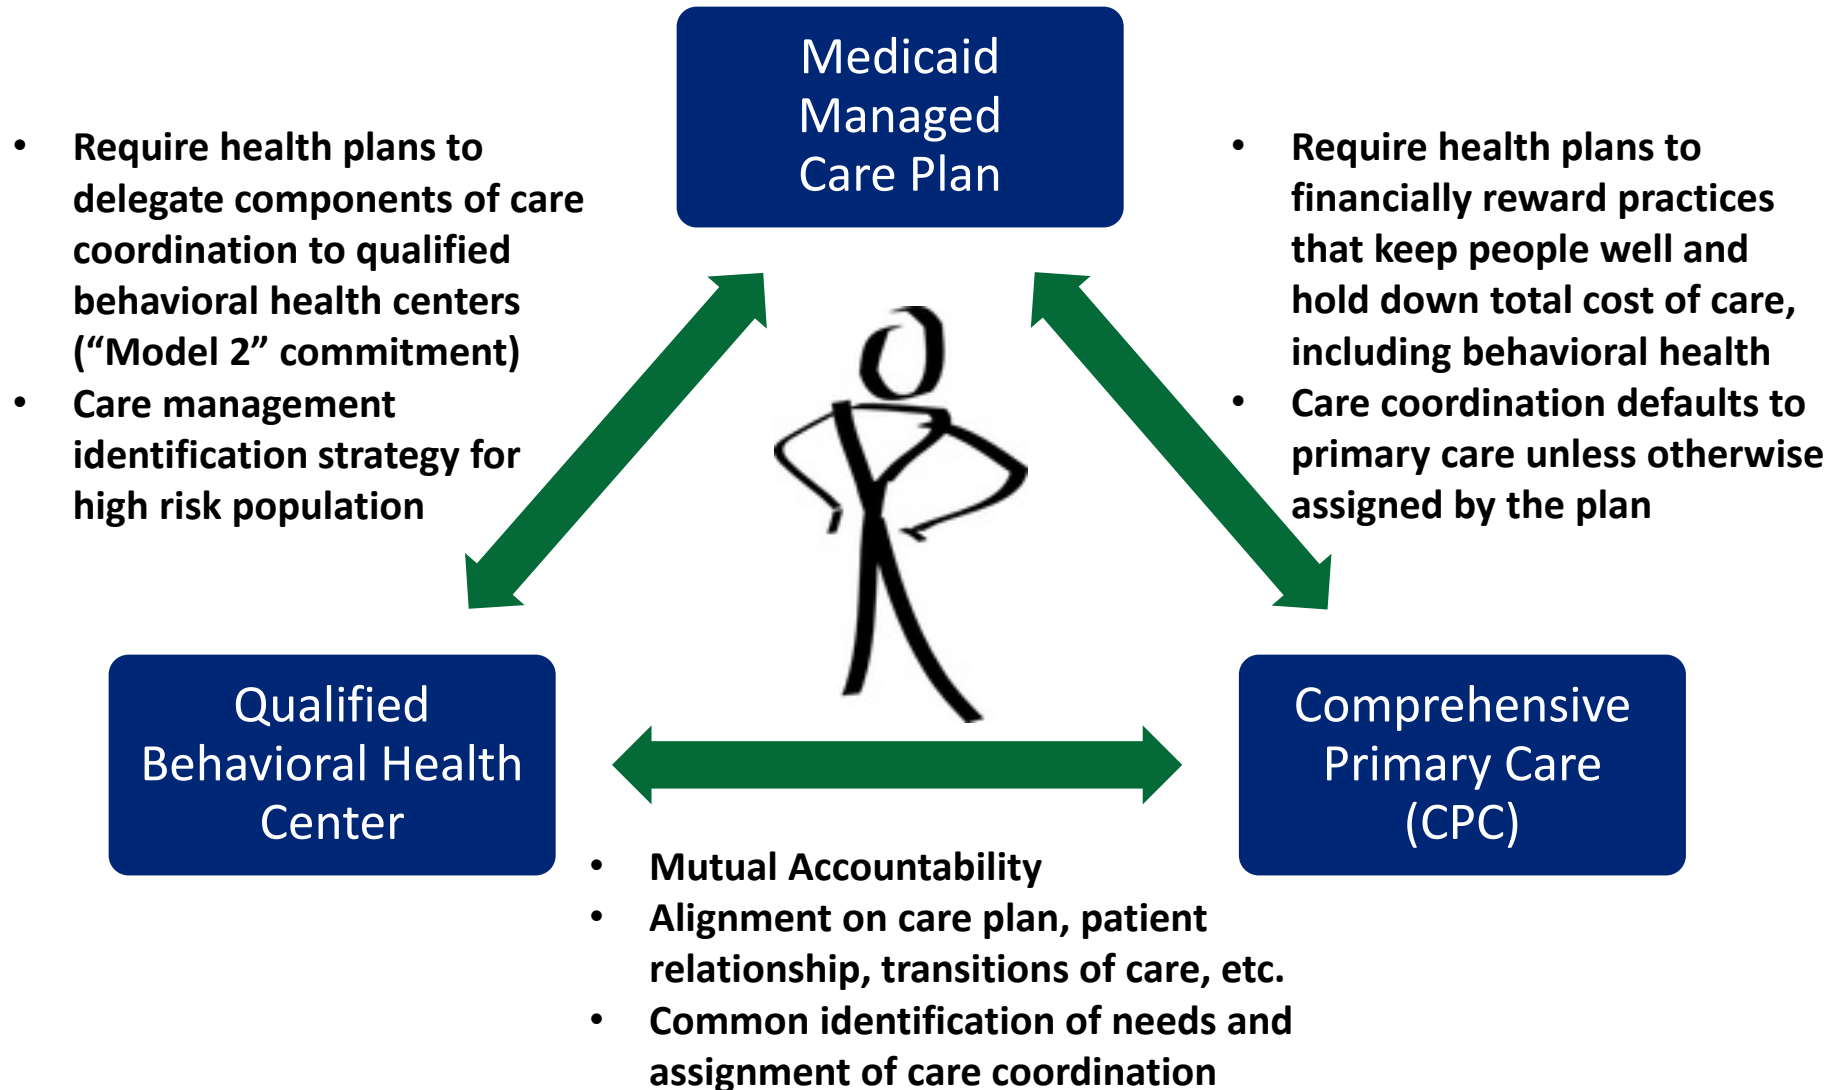 Medicaid
Managed
Care Plan
• Require health plans to
delegate components of care
coordination to qualified
behavioral health centers
(“Model 2” commitment)
• Care management
identification strategy for
high risk population
• Require health plans to
financially reward practices
that keep people well and
hold down total cost of care,
including behavioral health
• Care coordination defaults to
primary care unless otherwise
assigned by the plan
Qualified
Behavioral Health
Center
Comprehensive
Primary Care
(CPC)
• Mutual Accountability
• Alignment on care plan, patient
relationship, transitions of care, etc.
• Common identification of needs and
assignment of care coordination